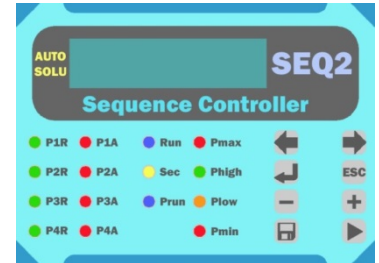 AUTO
SOLU
SEQ2
Sequence Controller
P1R P1A Run Pmax
P2R P2A Sec Phigh ESC
P3R P3A Prun Plow
P4R P4A Pmin